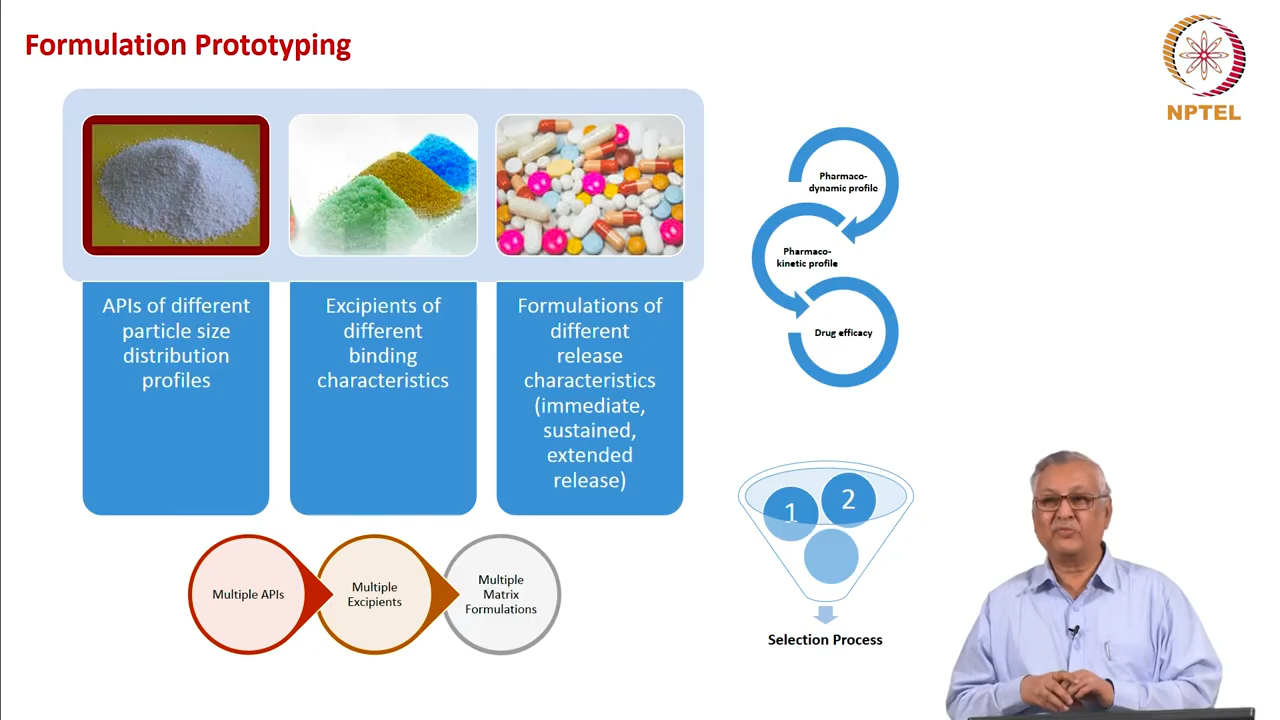 Formulation Prototyping
NPTEL
APIs of different
particle size
distribution
profiles
Excipients of
different
binding
characteristics
Formulations of
different
release
characteristics
(immediate,
sustained,
extended
release)
Multiple APIs
Multiple
Excipients
Multiple
Matrix
Formulations
Pharmaco-
dynamic profile
Pharmaco-
kinetic profile
Drug efficacy
1
2
Selection Process